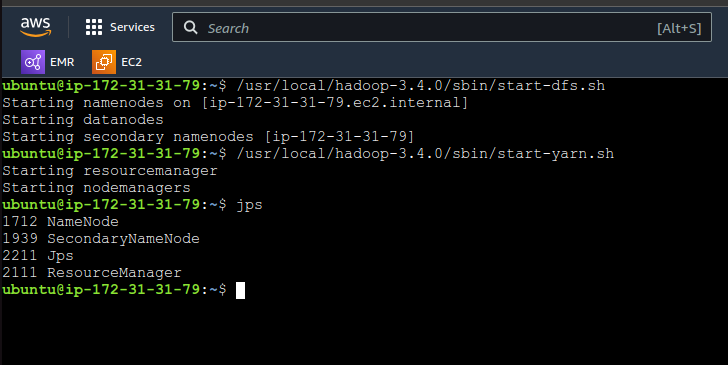 aws
Services
Search
[Alt+S]
EMR
EC2
ubuntu@ip-172-31-31-79:~$ /usr/local/hadoop-3.4.0/sbin/start-dfs.sh
Starting namenodes on [ip-172-31-31-79.ec2.internal]
Starting datanodes
Starting secondary namenodes [ip-172-31-31-79]
ubuntu@ip-172-31-31-79:~$ /usr/local/hadoop-3.4.0/sbin/start-yarn.sh
Starting resourcemanager
Starting nodemanagers
ubuntu@ip-172-31-31-79:~$ jps
1712 NameNode
1939 SecondaryNameNode
2211 Jps
2111 ResourceManager
ubuntu@ip-172-31-31-79:~$